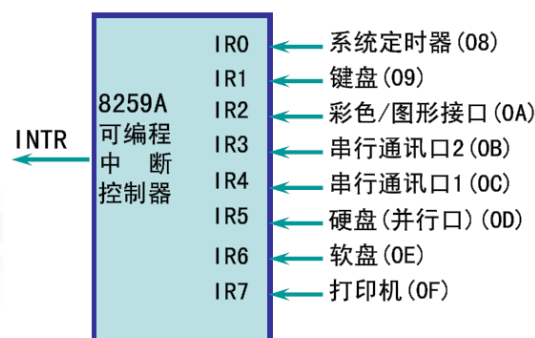 IR0 系统定时器(08)
IR1 键盘(09)
8259A IR2 彩色/图形接口(0A)
INTR 可编程 IR3 串行通讯口2(0B)
中 断
控制器 IR4 串行通讯口1(0C)
IR5 硬盘(并行口)(0D)
IR6 软盘(0E)
IR7 打印机(0F)